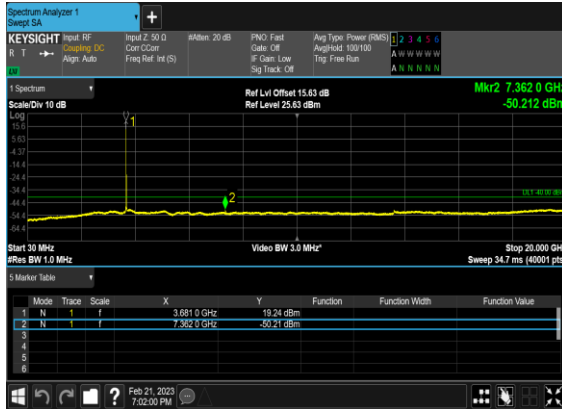 Spectrum Analyzer 1
Swept SA
+
KEYSIGHT Input: RF Input Z: 50 Ω #Atten: 20 dB PNO: Fast Avg Type: Power (RMS) 1 2 3 4 5 6
R T Coupling: DC Corr CCorr Gate: Off Avg|Hold: 100/100 A W W W W W
Align: Auto Freq Ref: Int (S) IF Gain: Low Trig: Free Run
LU Sig Track: Off A N N N N N
1 Spectrum Ref Lvl Offset 15.63 dB Mkr2 7.362 0 GHz
Scale/Div 10 dB Ref Level 25.63 dBm -50.212 dBm
Log
15.6
5.63
-4.37
-14.4
-24.4
-34.4
-44.4
-54.4
-64.4
1
2
DL1 -40.00 dBm
Start 30 MHz Video BW 3.0 MHz* Stop 20.000 GHz
#Res BW 1.0 MHz Sweep 34.7 ms (40001 pts)
5 Marker Table
Mode Trace Scale X Y Function Function Width Function Value
1 N 1 f 3.681 0 GHz 19.24 dBm
2 N 1 f 7.362 0 GHz -50.21 dBm
3
4
5
6
? Feb 21, 2023
7:02:00 PM